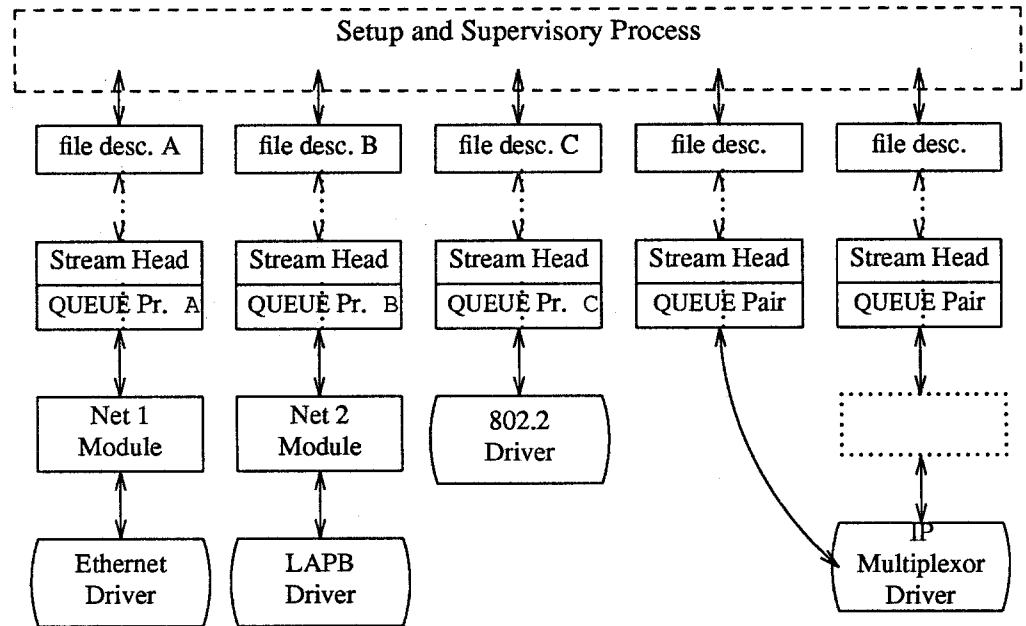 Setup and Supervisory Process
file desc. A
file desc. B
file desc. C
file desc.
file desc.
Stream Head
Stream Head
Stream Head
Stream Head
Stream Head
QUEUE Pr. A
QUEUE Pr. B
QUEUE Pr. C
QUEUE Pair
QUEUE Pair
Net 1
Module
Net 2
Module
802.2
Driver
Ethernet
Driver
LAPB
Driver
IP
Multiplexor
Driver